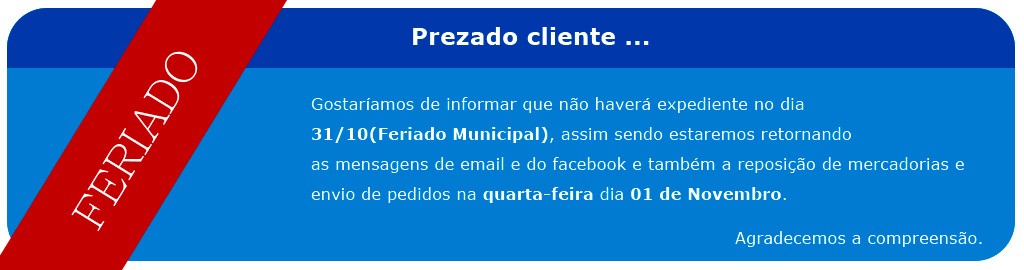 Prezado cliente ...
FERIADO
Gostaríamos de informar que não haverá expediente no dia
31/10(Feriado Municipal), assim sendo estaremos retornando
as mensagens de email e do facebook e também a reposição de mercadorias e
envio de pedidos na quarta-feira dia 01 de Novembro.
Agradecemos a compreensão.